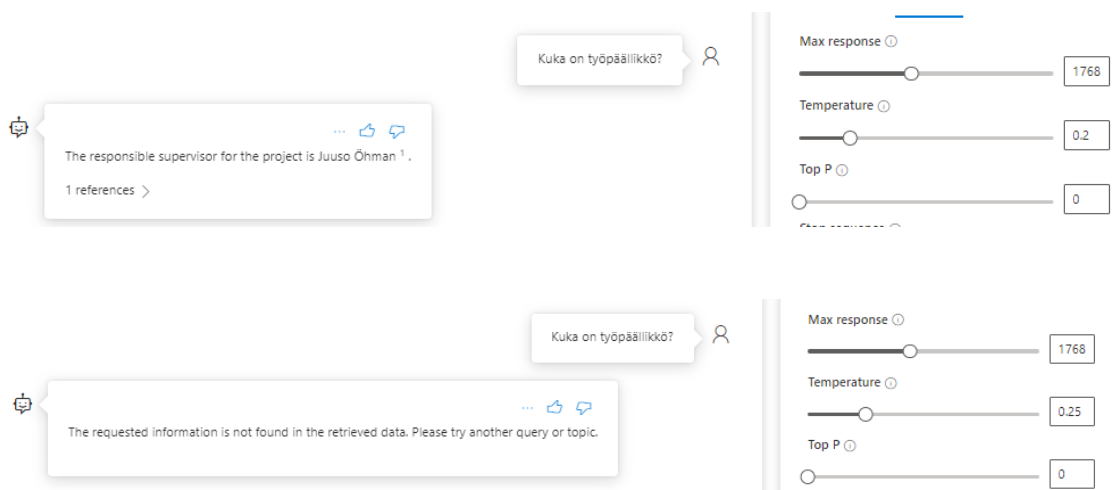 Kuka on työpäällikkö?
The responsible supervisor for the project is Juuso Öhman 1 .
1 references >
Max response
1768
Temperature
0.2
Top P
0
Stop sequence
Kuka on työpäällikkö?
The requested information is not found in the retrieved data. Please try another query or topic.
Max response
1768
Temperature
0.25
Top P
0